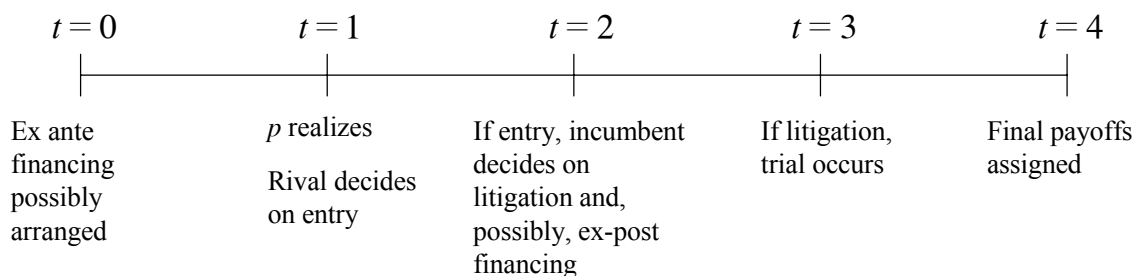 t = 0
t = 1
t = 2
t = 3
t = 4
Ex ante
financing
possibly
arranged
p realizes
Rival decides
on entry
If entry, incumbent
decides on
litigation and,
possibly, ex-post
financing
If litigation,
trial occurs
Final payoffs
assigned